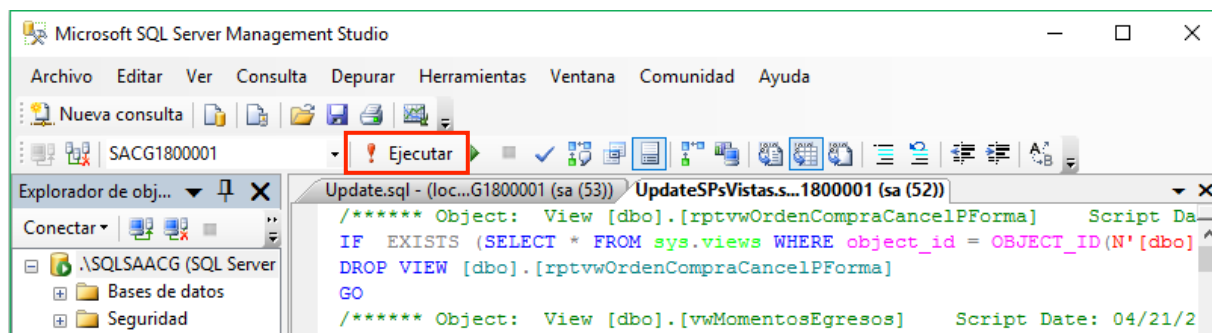 Microsoft SQL Server Management Studio
Archivo Editar Ver Consulta Depurar Herramientas Ventana Comunidad Ayuda
Nueva consulta
SACG1800001 Ejecutar
Explorador de obj... Update.sql - (loc...G1800001 (sa (53)) UpdateSPsVistas.s...1800001 (sa (52))
Conectar
.\SQLSAACG (SQL Server
Bases de datos
Seguridad
/****** Object: View [dbo].[rptvwOrdenCompraCancelPForma] Script Da
IF EXISTS (SELECT * FROM sys.views WHERE object_id = OBJECT_ID(N'[dbo]
DROP VIEW [dbo].[rptvwOrdenCompraCancelPForma]
GO
/****** Object: View [dbo].[vwMomentosEgresos] Script Date: 04/21/2